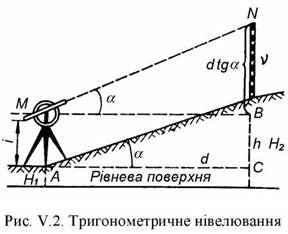 N
d tgα
ν
M
α
B
i
α
h H₂
d
H₁ A Рівнева поверхня C
Рис. V.2. Тригонометричне нівелювання